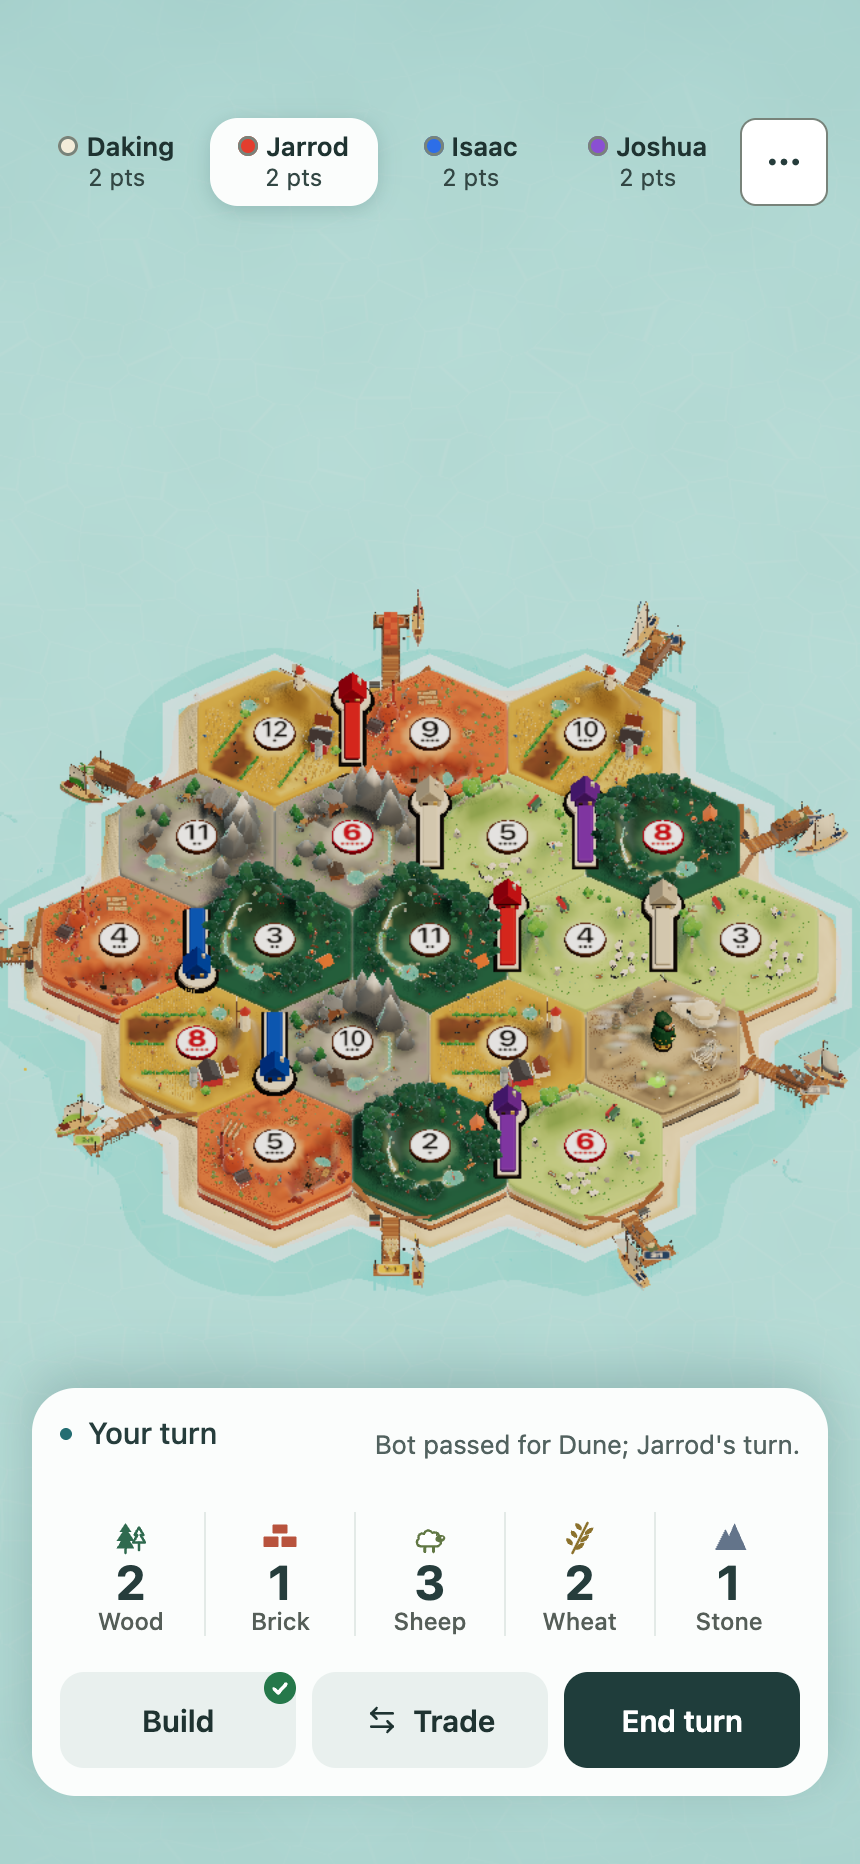 Daking
2 pts
Jarrod
2 pts
Isaac
2 pts
Joshua
2 pts
12
9
10
11
6
5
8
4
3
11
4
3
8
10
9
5
2
6
Your turn
Bot passed for Dune; Jarrod's turn.
2
Wood
1
Brick
3
Sheep
2
Wheat
1
Stone
Build
Trade
End turn